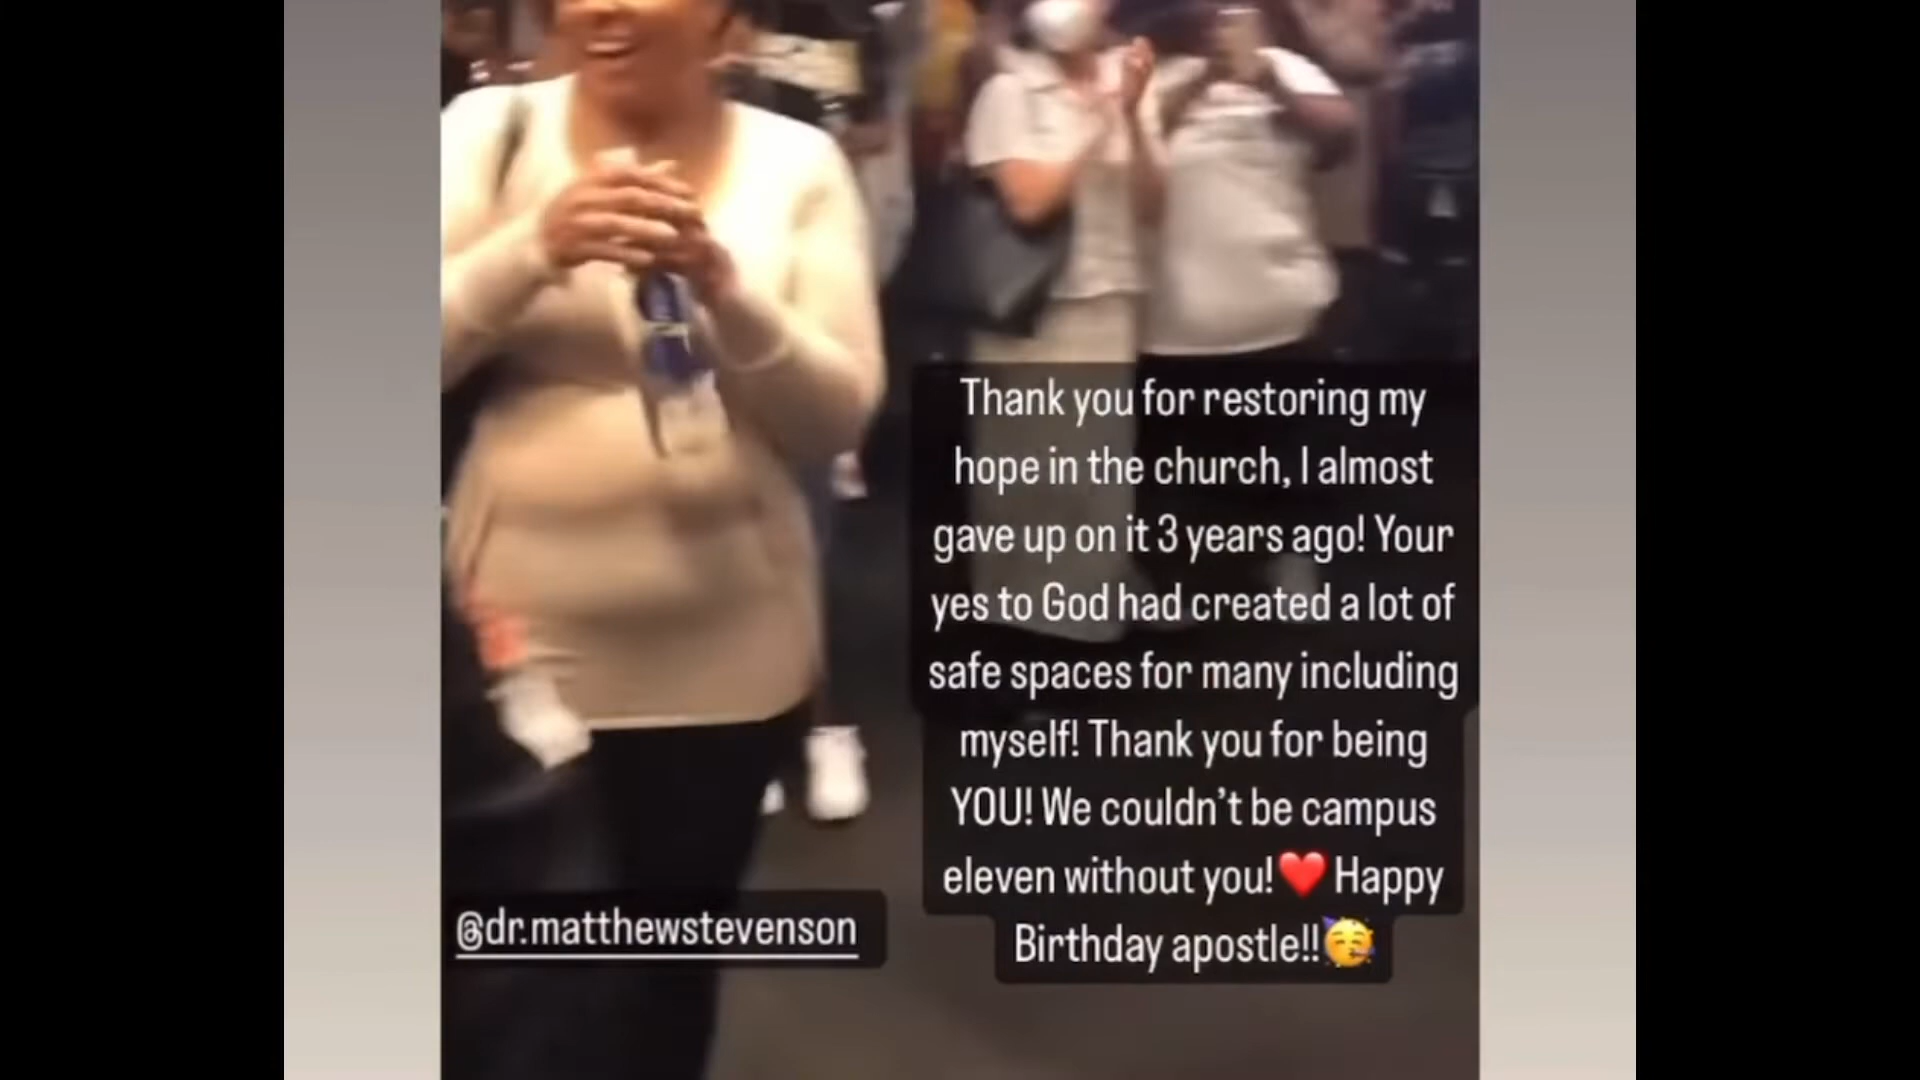 Thank you for restoring my
hope in the church, I almost
gave up on it 3 years ago! Your
yes to God had created a lot of
safe spaces for many including
myself! Thank you for being
YOU! We couldn't be campus
eleven without you!❤️ Happy
Birthday apostle!!🥳
@dr.matthewstevenson